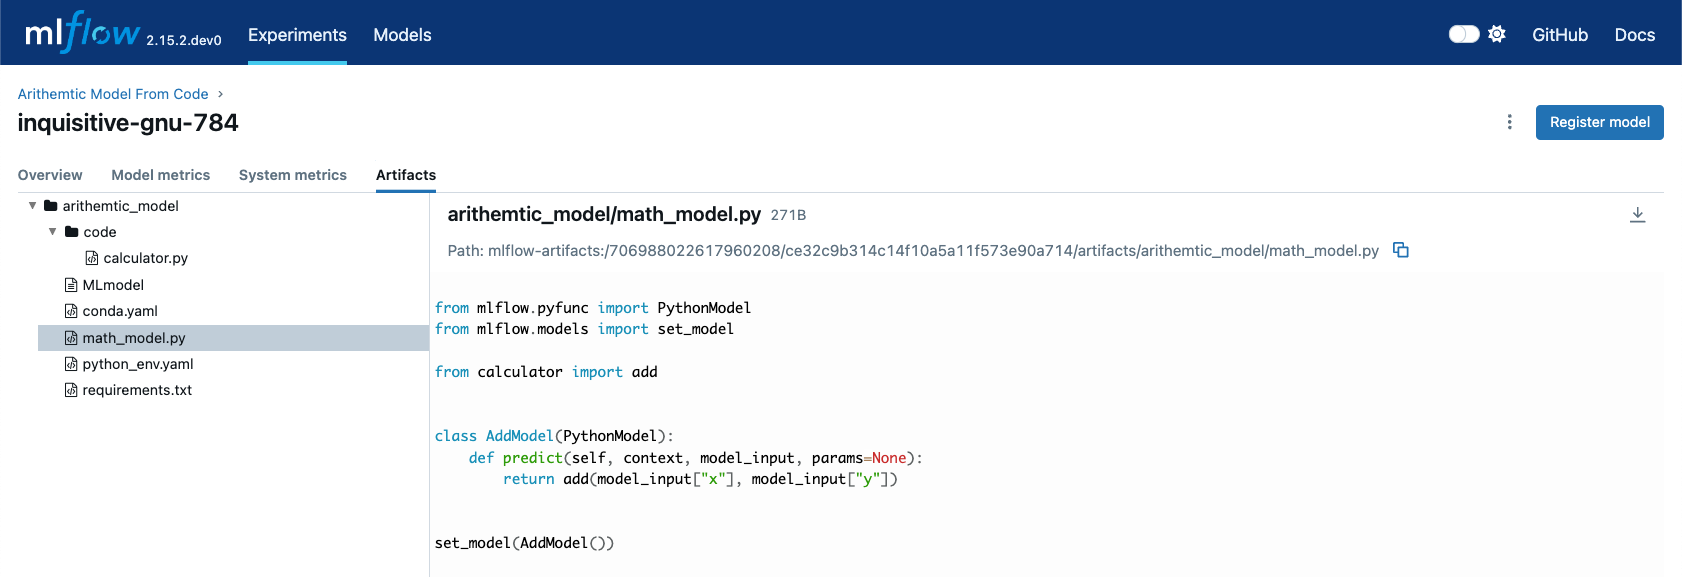 mlflow 2.15.2.dev0 Experiments Models GitHub Docs
Arithemtic Model From Code >
inquisitive-gnu-784
Register model
Overview Model metrics System metrics Artifacts
arithemtic_model
code
calculator.py
MLmodel
conda.yaml
math_model.py
python_env.yaml
requirements.txt
arithemtic_model/math_model.py 271B
Path: mlflow-artifacts:/706988022617960208/ce32c9b314c14f10a5a11f573e90a714/artifacts/arithemtic_model/math_model.py
from mlflow.pyfunc import PythonModel
from mlflow.models import set_model
from calculator import add
class AddModel(PythonModel):
    def predict(self, context, model_input, params=None):
        return add(model_input["x"], model_input["y"])
set_model(AddModel())